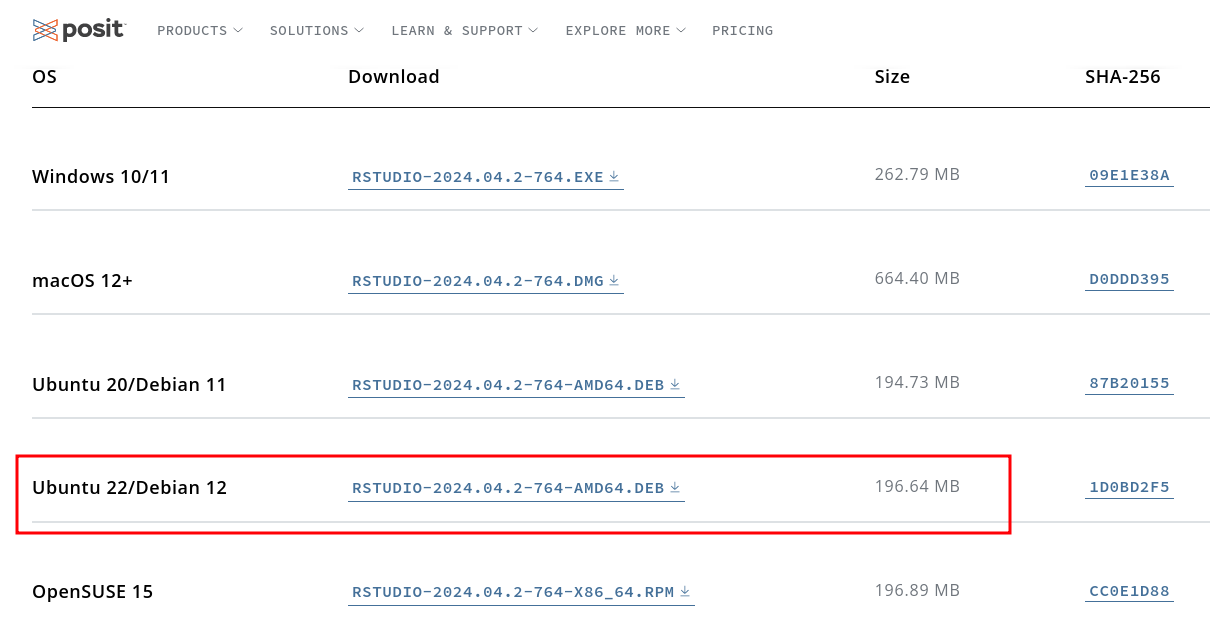 posit PRODUCTS SOLUTIONS LEARN & SUPPORT EXPLORE MORE PRICING
OS Download Size SHA-256
Windows 10/11 RSTUDIO-2024.04.2-764.EXE 262.79 MB 09E1E38A
macOS 12+ RSTUDIO-2024.04.2-764.DMG 664.40 MB D0DDD395
Ubuntu 20/Debian 11 RSTUDIO-2024.04.2-764-AMD64.DEB 194.73 MB 87B20155
Ubuntu 22/Debian 12 RSTUDIO-2024.04.2-764-AMD64.DEB 196.64 MB 1D0BD2F5
OpenSUSE 15 RSTUDIO-2024.04.2-764-X86_64.RPM 196.89 MB CC0E1D88